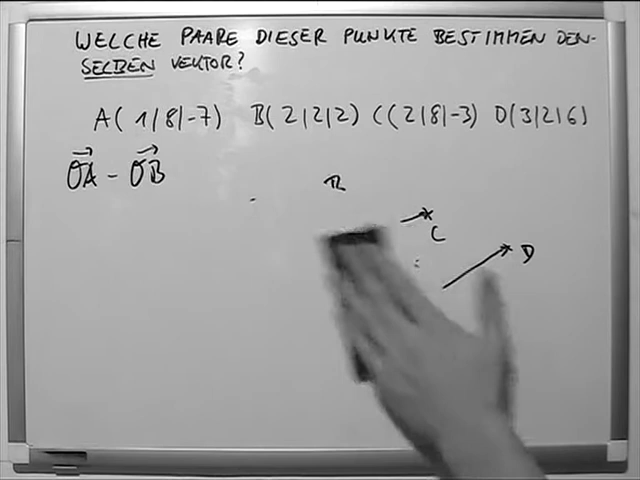 WELCHE PAARE DIESER PUNKTE BESTIMMEN DEN-
SELBEN VEKTOR?
A(1|8|-7) B(2|2|2) C(2|8|-3) D(3|2|6)
OA - OB
C
D